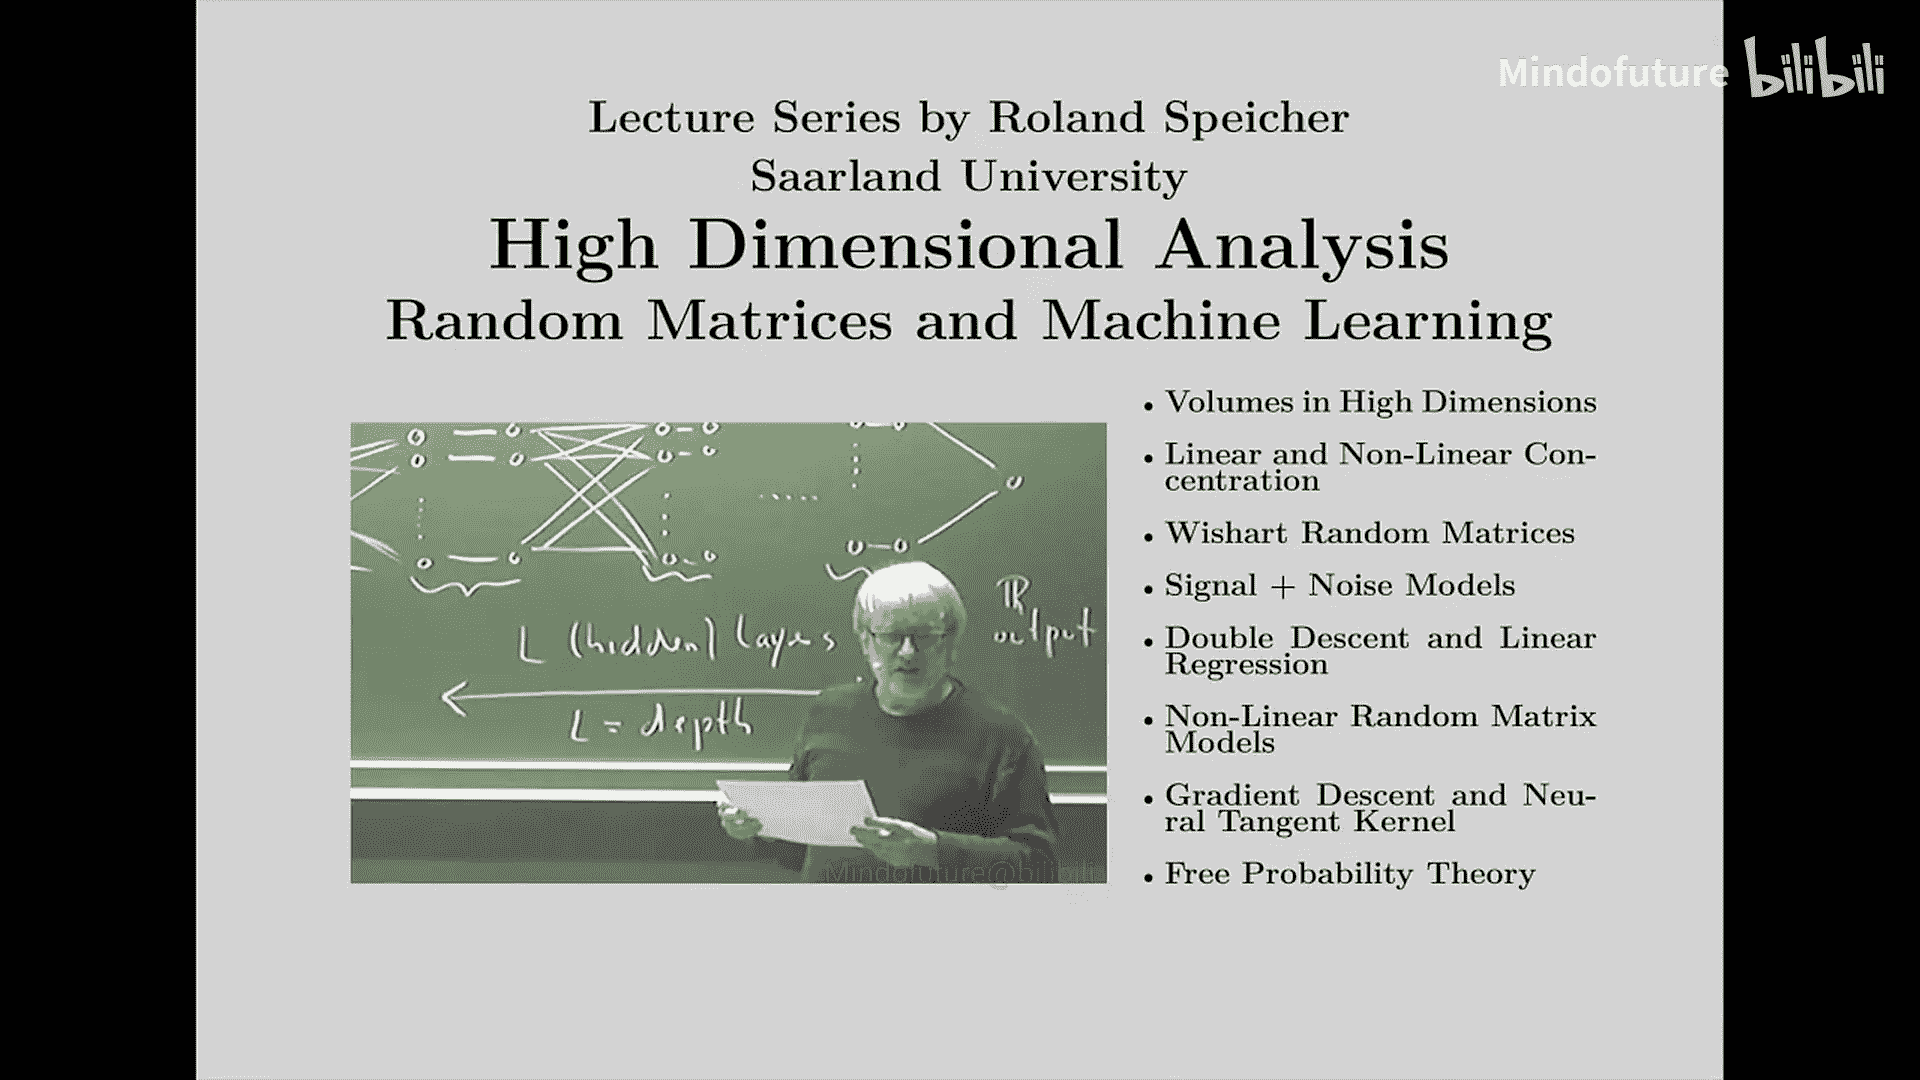 Mindofuture bilibili
Lecture Series by Roland Speicher
Saarland University
High Dimensional Analysis
Random Matrices and Machine Learning
• Volumes in High Dimensions
• Linear and Non-Linear Con-
centration
• Wishart Random Matrices
• Signal + Noise Models
• Double Descent and Linear
Regression
• Non-Linear Random Matrix
Models
• Gradient Descent and Neu-
ral Tangent Kernel
• Free Probability Theory
L (hidden) layers
L = depth
ℝ
output
Mindofuture@bilibili